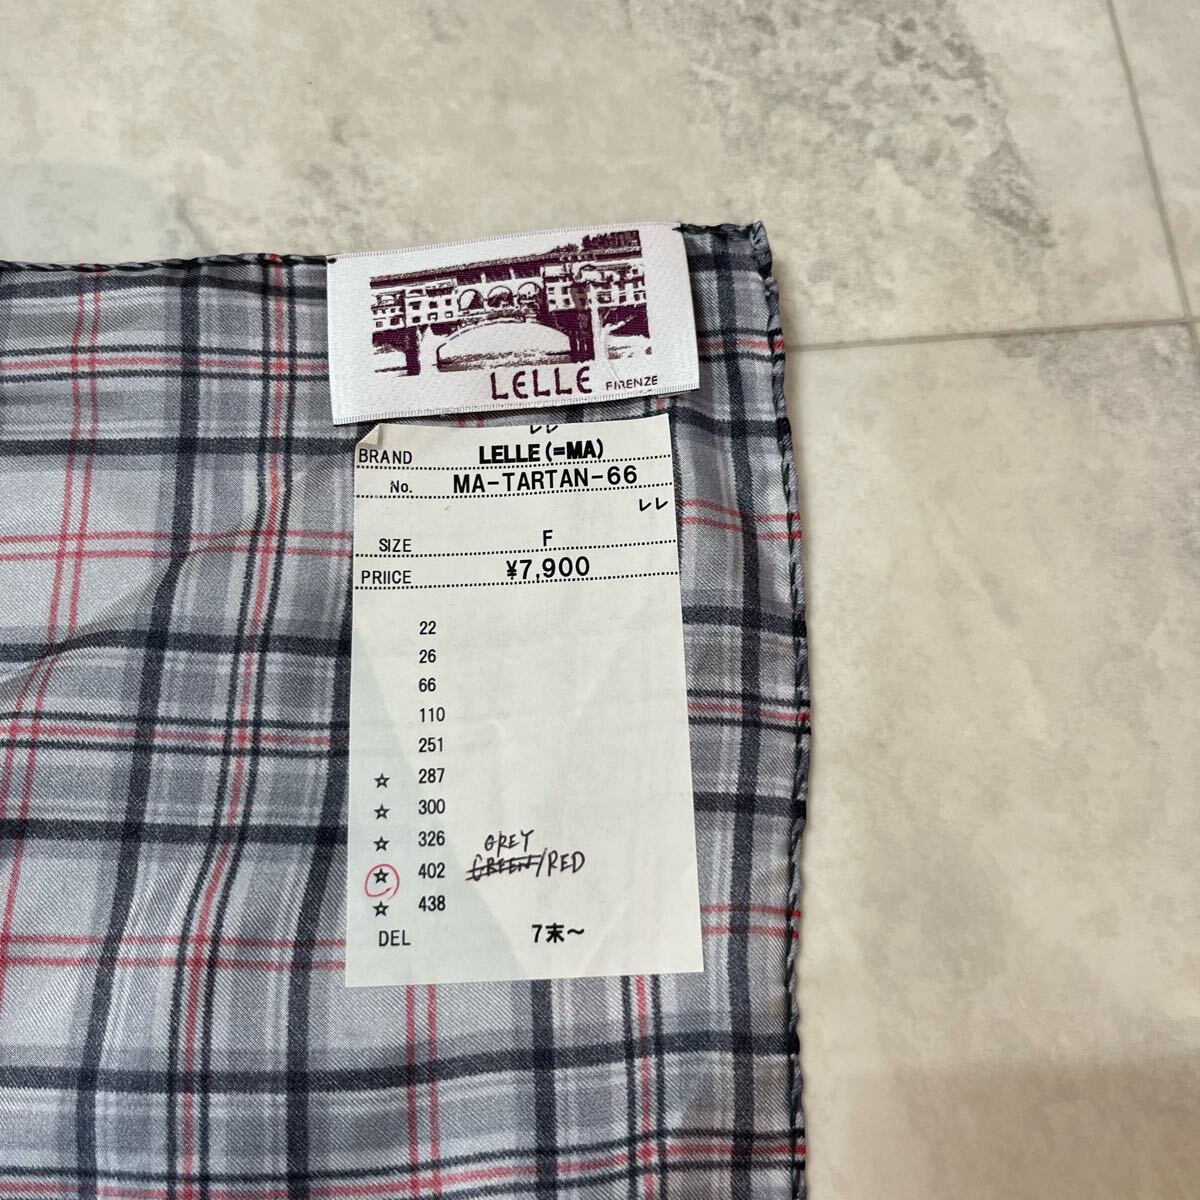 LELLE FIRENZE
レレ
BRAND LELLE(=MA)
No. MA-TARTAN-66
レレ
SIZE F
PRIICE ¥7,900
22
26
66
110
251
☆ 287
☆ 300
☆ 326 GREY
☆ 402 GREEN/RED
☆ 438
DEL 7末～